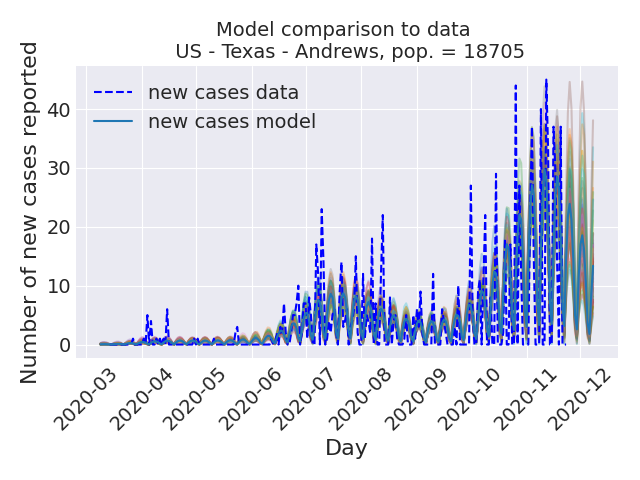 Model comparison to data
US - Texas - Andrews, pop. = 18705
Number of new cases reported
new cases data
new cases model
40
30
20
10
0
2020-03
2020-04
2020-05
2020-06
2020-07
2020-08
2020-09
2020-10
2020-11
2020-12
Day